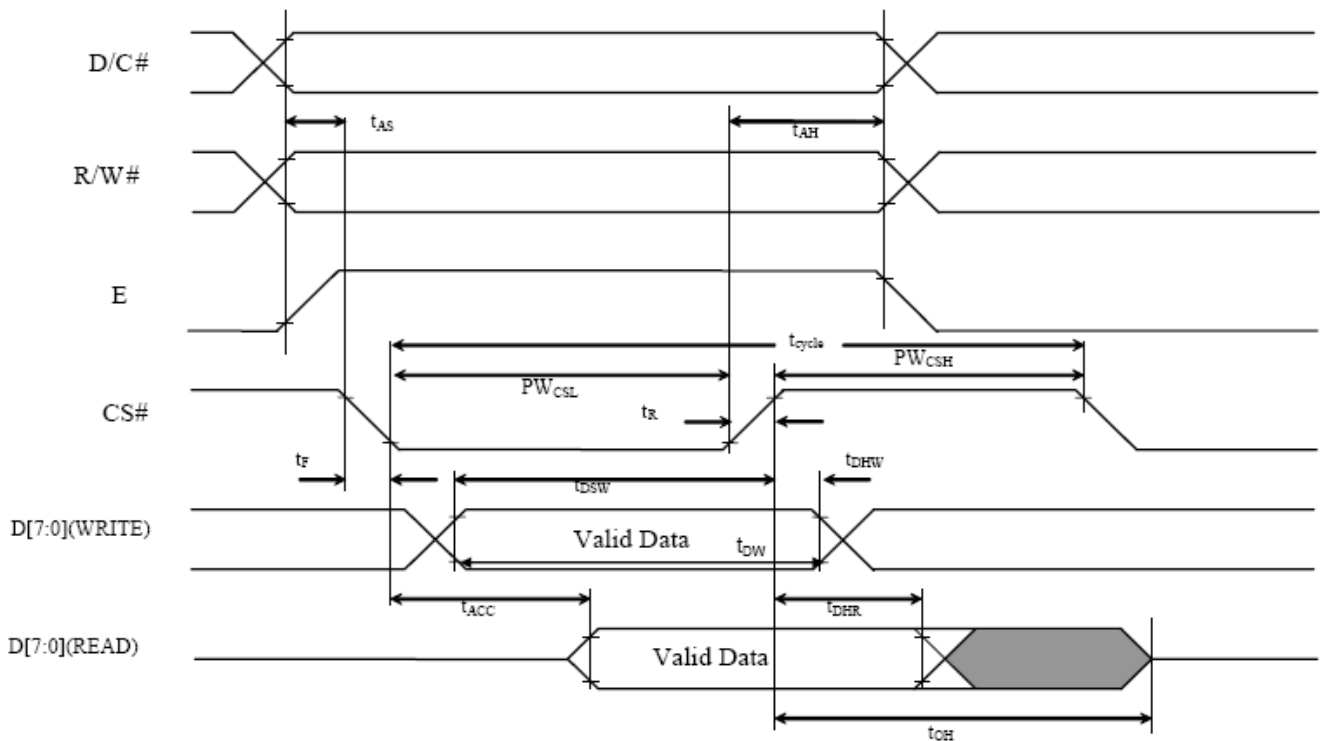 D/C#
tAS
tAH
R/W#
E
tcycle
PWCSL
PWCSH
CS#
tR
tF
tDSW
tDHW
D[7:0](WRITE)
Valid Data
tDW
tACC
tDHR
D[7:0](READ)
Valid Data
tOH